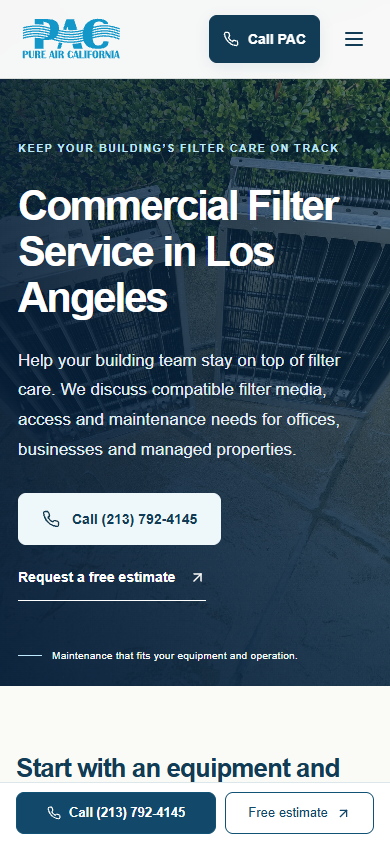 PAC
PURE AIR CALIFORNIA
Call PAC
KEEP YOUR BUILDING'S FILTER CARE ON TRACK
Commercial Filter
Service in Los
Angeles
Help your building team stay on top of filter
care. We discuss compatible filter media,
access and maintenance needs for offices,
businesses and managed properties.
Call (213) 792-4145
Request a free estimate
Maintenance that fits your equipment and operation.
Start with an equipment and
Call (213) 792-4145
Free estimate